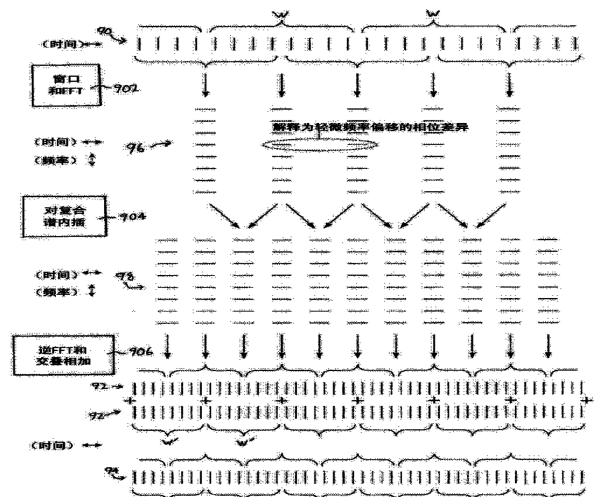 W W
(时间) 90
窗口
和FFT
902
解释为轻微频率偏移的相位差异
(时间)
(频率)
96
对复合
谱内插
904
(时间)
(频率)
98
逆FFT和
交叠相加
906
92
+ + + + + + +
92
W' W'
(时间)
94